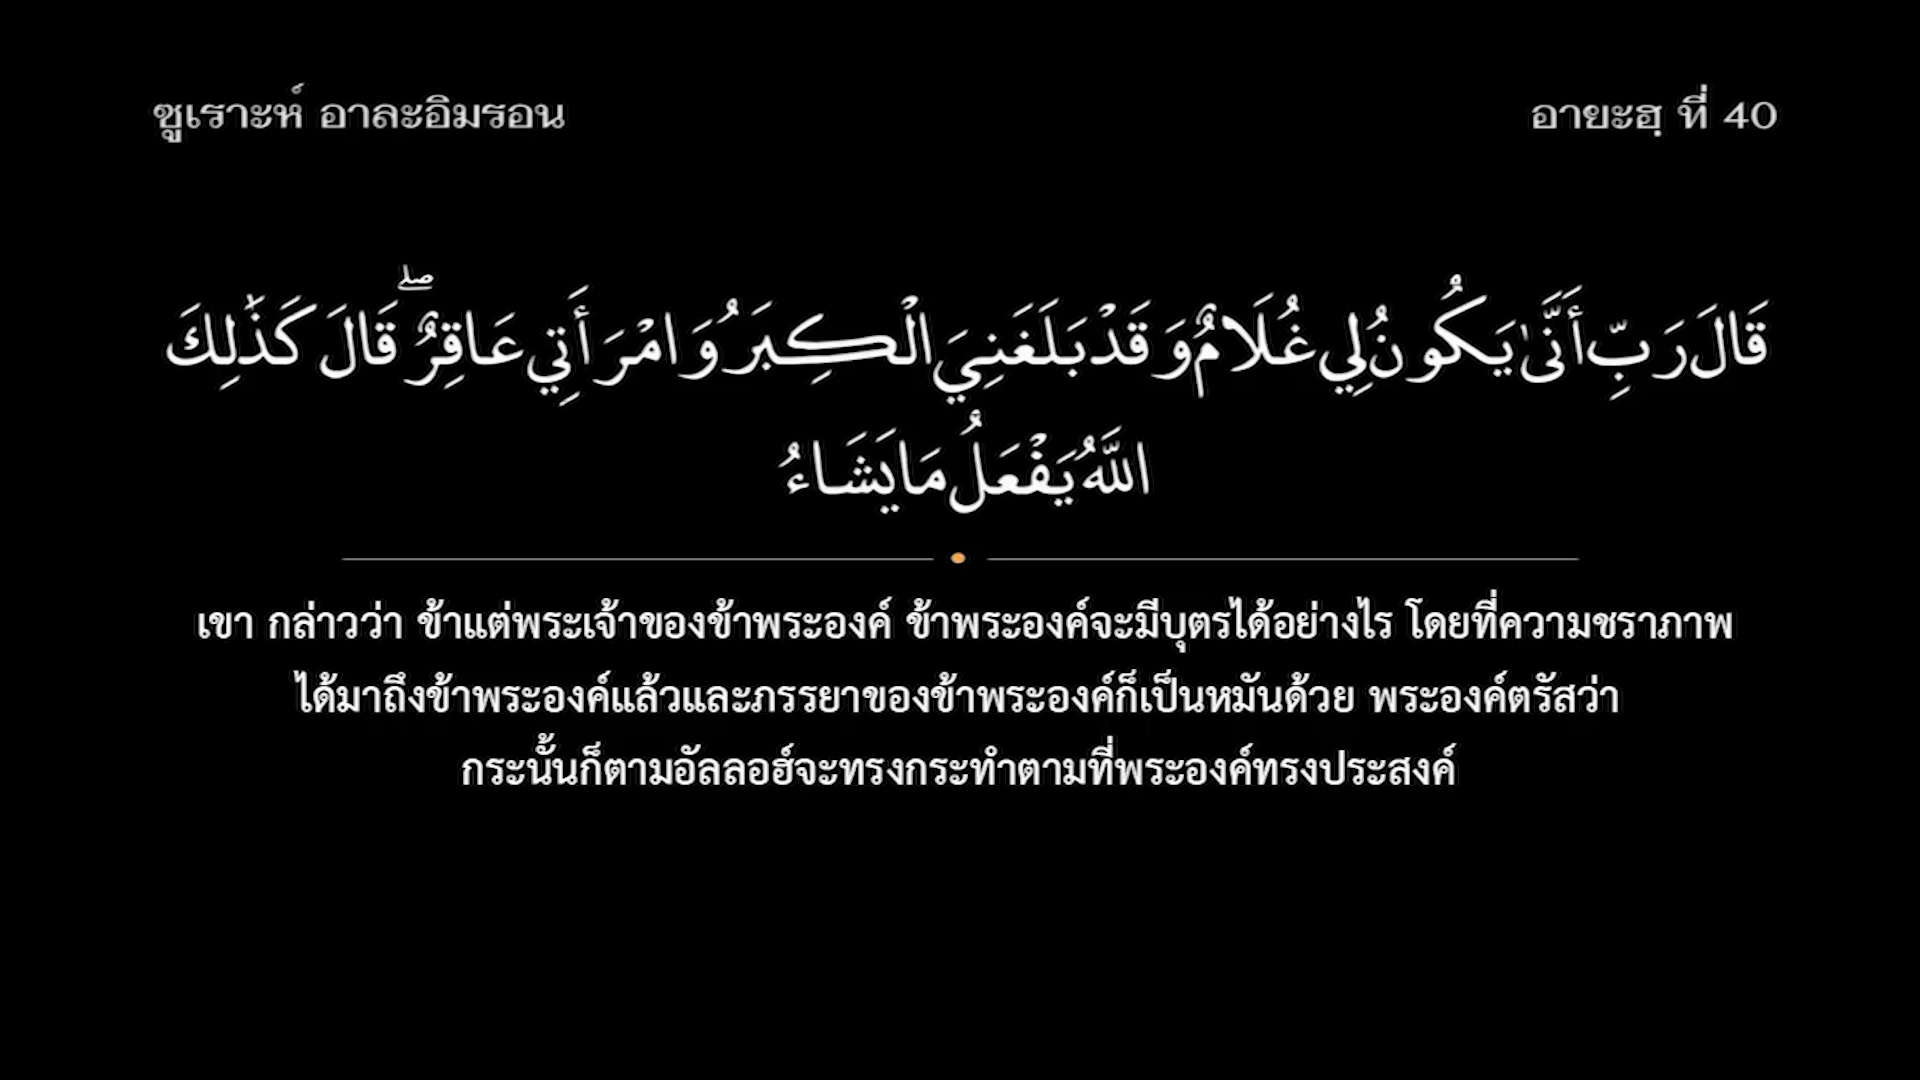 ซูเราะห์ อาละอิมรอน
อายะฮฺ ที่ 40
قَالَ رَبِّ أَنَّىٰ يَكُونُ لِي غُلَامٌ وَقَدْ بَلَغَنِيَ الْكِبَرُ وَامْرَأَتِي عَاقِرٌ ۖ قَالَ كَذَٰلِكَ
اللَّهُ يَفْعَلُ مَا يَشَاءُ
เขา กล่าวว่า ข้าแต่พระเจ้าของข้าพระองค์ ข้าพระองค์จะมีบุตรได้อย่างไร โดยที่ความชราภาพ
ได้มาถึงข้าพระองค์แล้วและภรรยาของข้าพระองค์ก็เป็นหมันด้วย พระองค์ตรัสว่า
กระนั้นก็ตามอัลลอฮ์จะทรงกระทำตามที่พระองค์ทรงประสงค์